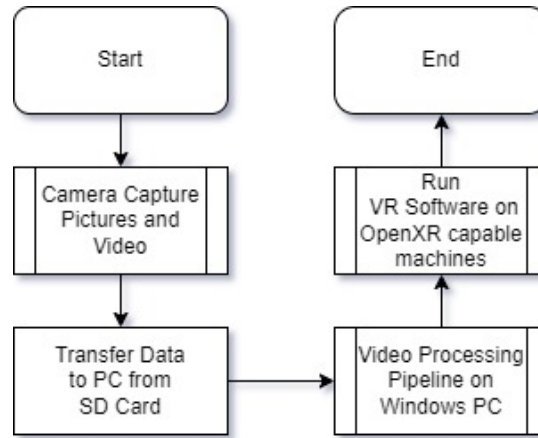 Start
Camera Capture
Pictures and
Video
Transfer Data
to PC from
SD Card
Video Processing
Pipeline on
Windows PC
Run
VR Software on
OpenXR capable
machines
End